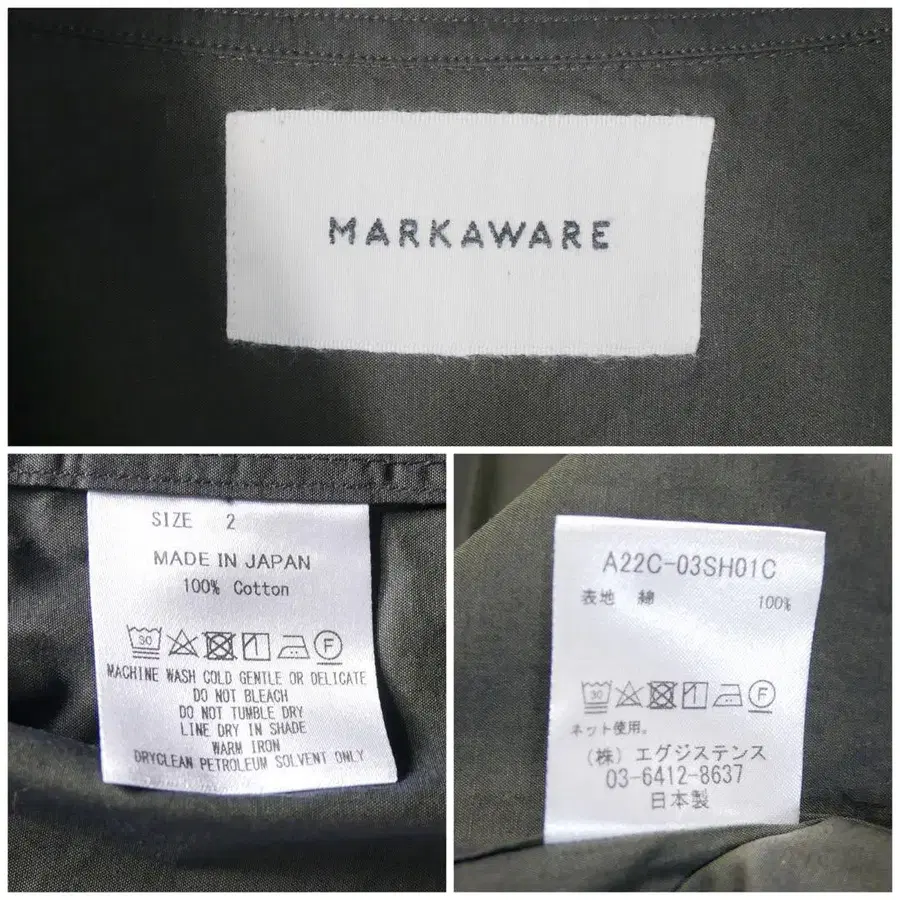 MARKAWARE
SIZE 2
MADE IN JAPAN
100% Cotton
30 F
MACHINE WASH COLD GENTLE OR DELICATE
DO NOT BLEACH
DO NOT TUMBLE DRY
LINE DRY IN SHADE
WARM IRON
DRYCLEAN PETROLEUM SOLVENT ONLY
A22C-03SH01C
表地 綿 100%
30 F
ネット使用。
(株) エグジステンス
03-6412-8637
日本製